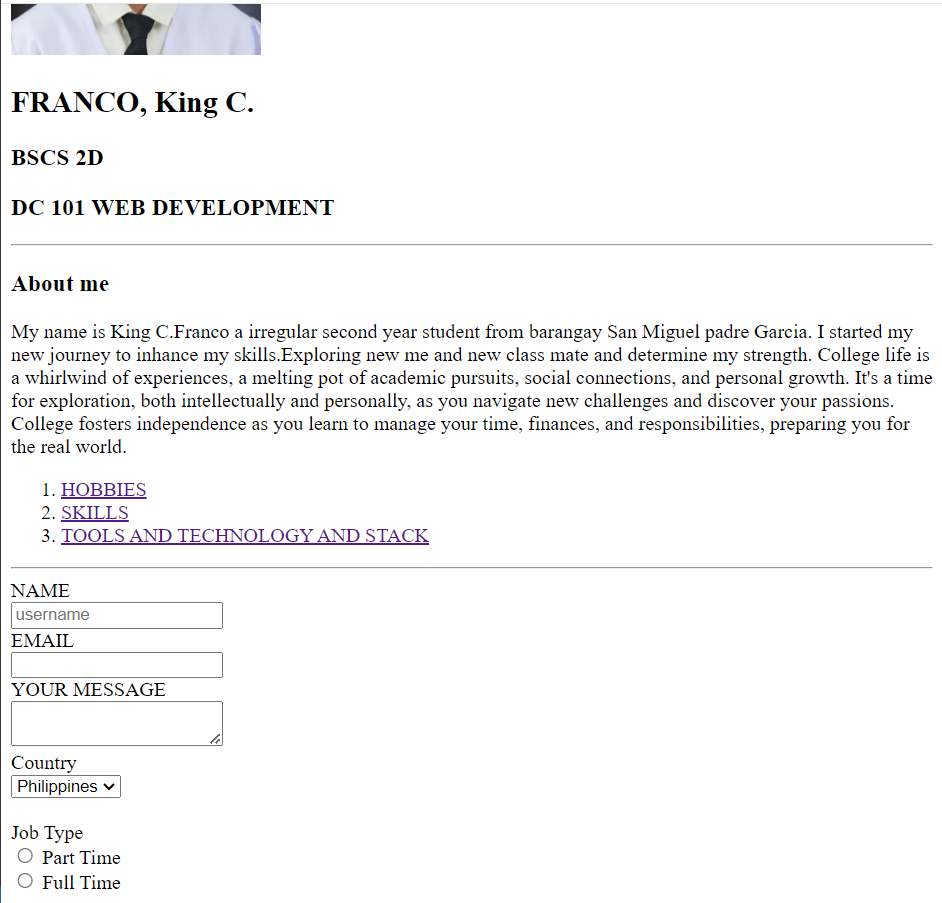 FRANCO, King C.
BSCS 2D
DC 101 WEB DEVELOPMENT
About me
My name is King C.Franco a irregular second year student from barangay San Miguel padre Garcia. I started my
new journey to inhance my skills.Exploring new me and new class mate and determine my strength. College life is
a whirlwind of experiences, a melting pot of academic pursuits, social connections, and personal growth. It's a time
for exploration, both intellectually and personally, as you navigate new challenges and discover your passions.
College fosters independence as you learn to manage your time, finances, and responsibilities, preparing you for
the real world.
1. HOBBIES
2. SKILLS
3. TOOLS AND TECHNOLOGY AND STACK
NAME
username
EMAIL
YOUR MESSAGE
Country
Philippines
Job Type
Part Time
Full Time